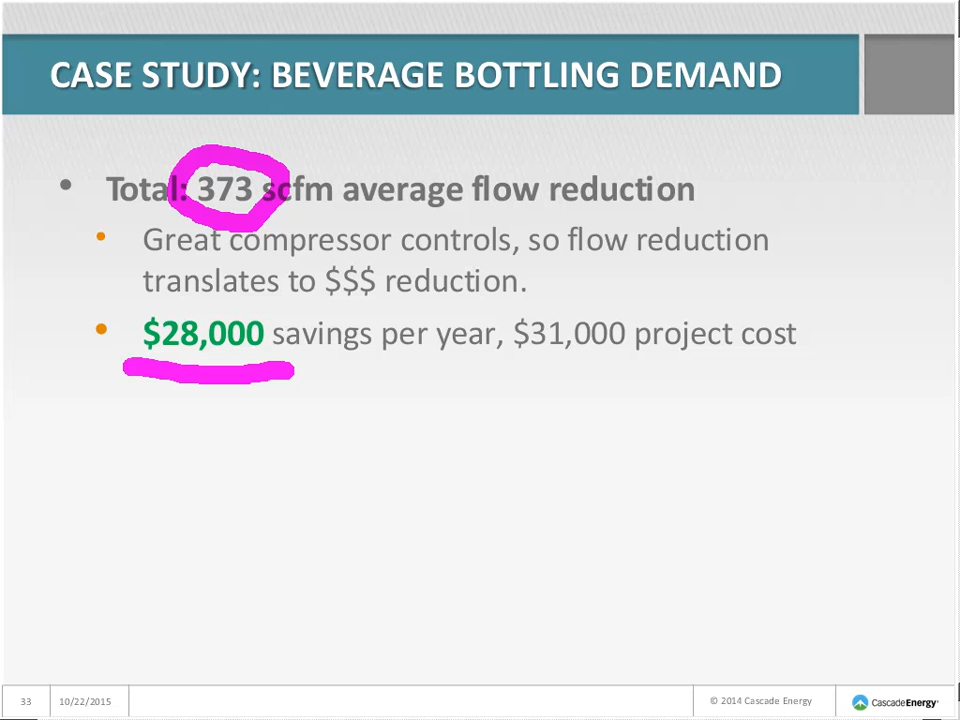 CASE STUDY: BEVERAGE BOTTLING DEMAND
• Total: 373 scfm average flow reduction
• Great compressor controls, so flow reduction
translates to $$$ reduction.
• $28,000 savings per year, $31,000 project cost
33
10/22/2015
© 2014 Cascade Energy
CascadeEnergy